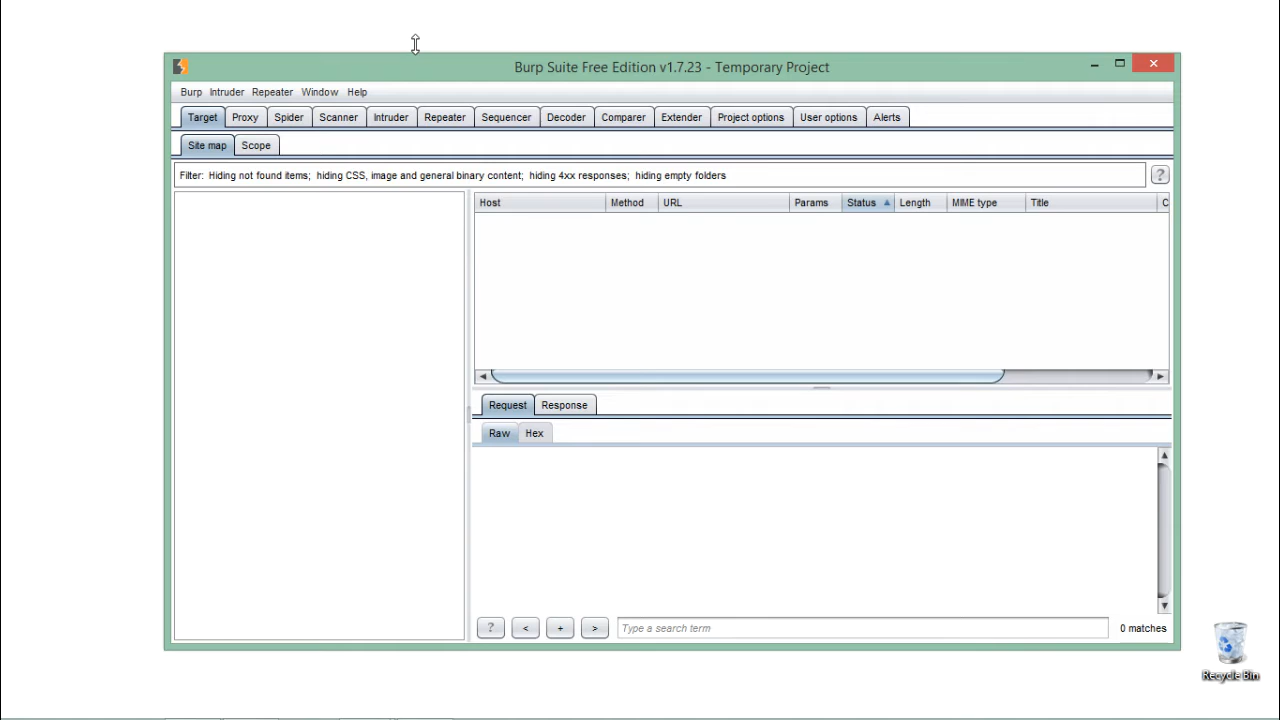 Burp Suite Free Edition v1.7.23 - Temporary Project
Burp Intruder Repeater Window Help
Target Proxy Spider Scanner Intruder Repeater Sequencer Decoder Comparer Extender Project options User options Alerts
Site map Scope
Filter: Hiding not found items; hiding CSS, image and general binary content; hiding 4xx responses; hiding empty folders ?
Host Method URL Params Status Length MIME type Title C
Request Response
Raw Hex
? < + > Type a search term 0 matches
Recycle Bin